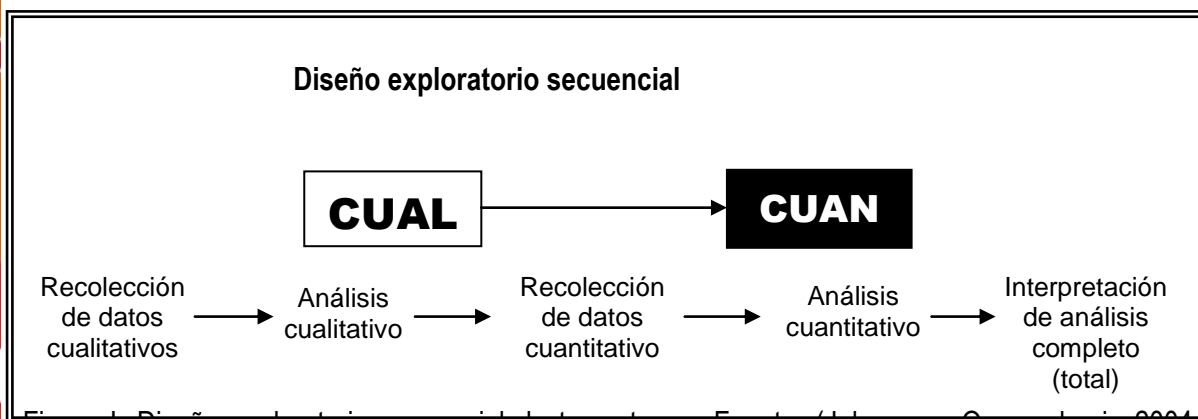 Diseño exploratorio secuencial
CUAL
CUAN
Recolección
de datos
cualitativos
Análisis
cualitativo
Recolección
de datos
cuantitativo
Análisis
cuantitativo
Interpretación
de análisis
completo
(total)